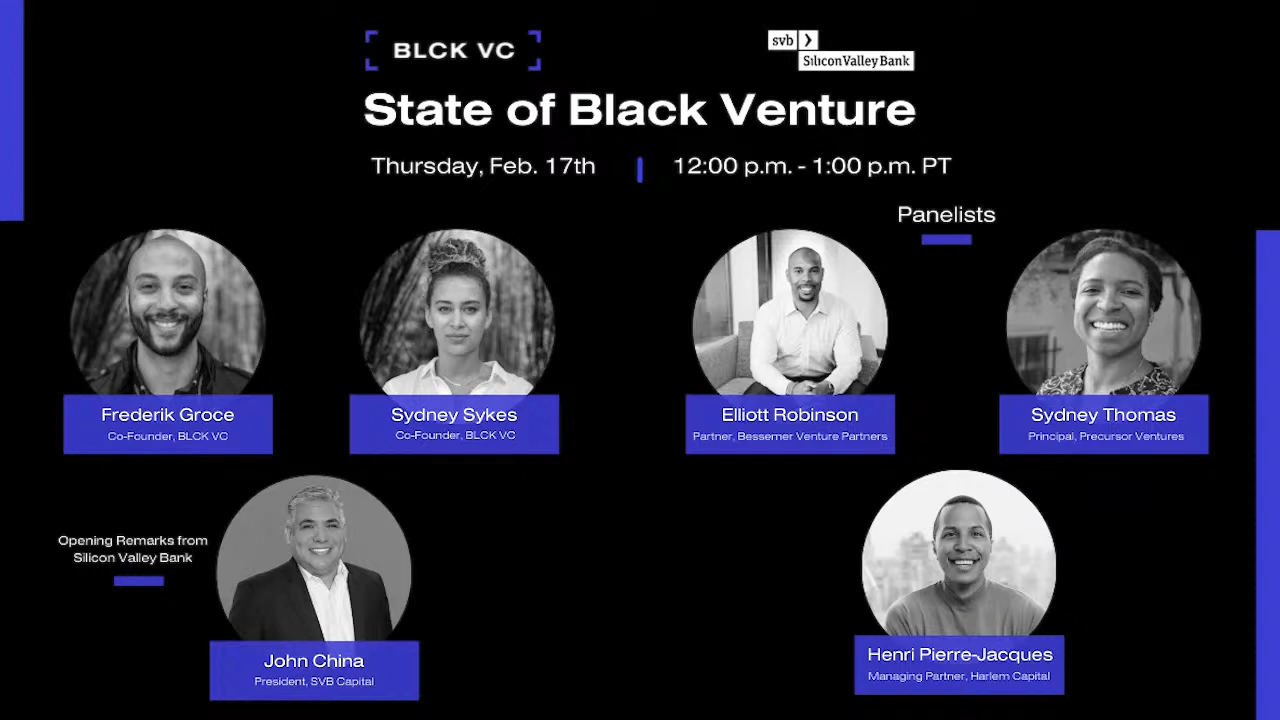 BLCK VC
svb
Silicon Valley Bank
State of Black Venture
Thursday, Feb. 17th
12:00 p.m. - 1:00 p.m. PT
Panelists
Frederik Groce
Co-Founder, BLCK VC
Sydney Sykes
Co-Founder, BLCK VC
Elliott Robinson
Partner, Bessemer Venture Partners
Sydney Thomas
Principal, Precursor Ventures
Opening Remarks from
Silicon Valley Bank
John China
President, SVB Capital
Henri Pierre-Jacques
Managing Partner, Harlem Capital